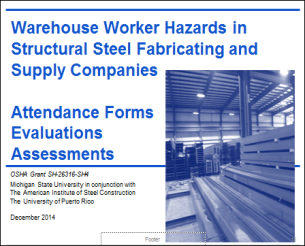 Warehouse Worker Hazards in
Structural Steel Fabricating and
Supply Companies
Attendance Forms
Evaluations
Assessments
OSHA Grant SH-26316-SH4
Michigan State University in conjunction with
The American Institute of Steel Construction
The University of Puerto Rico
December 2014
Footer